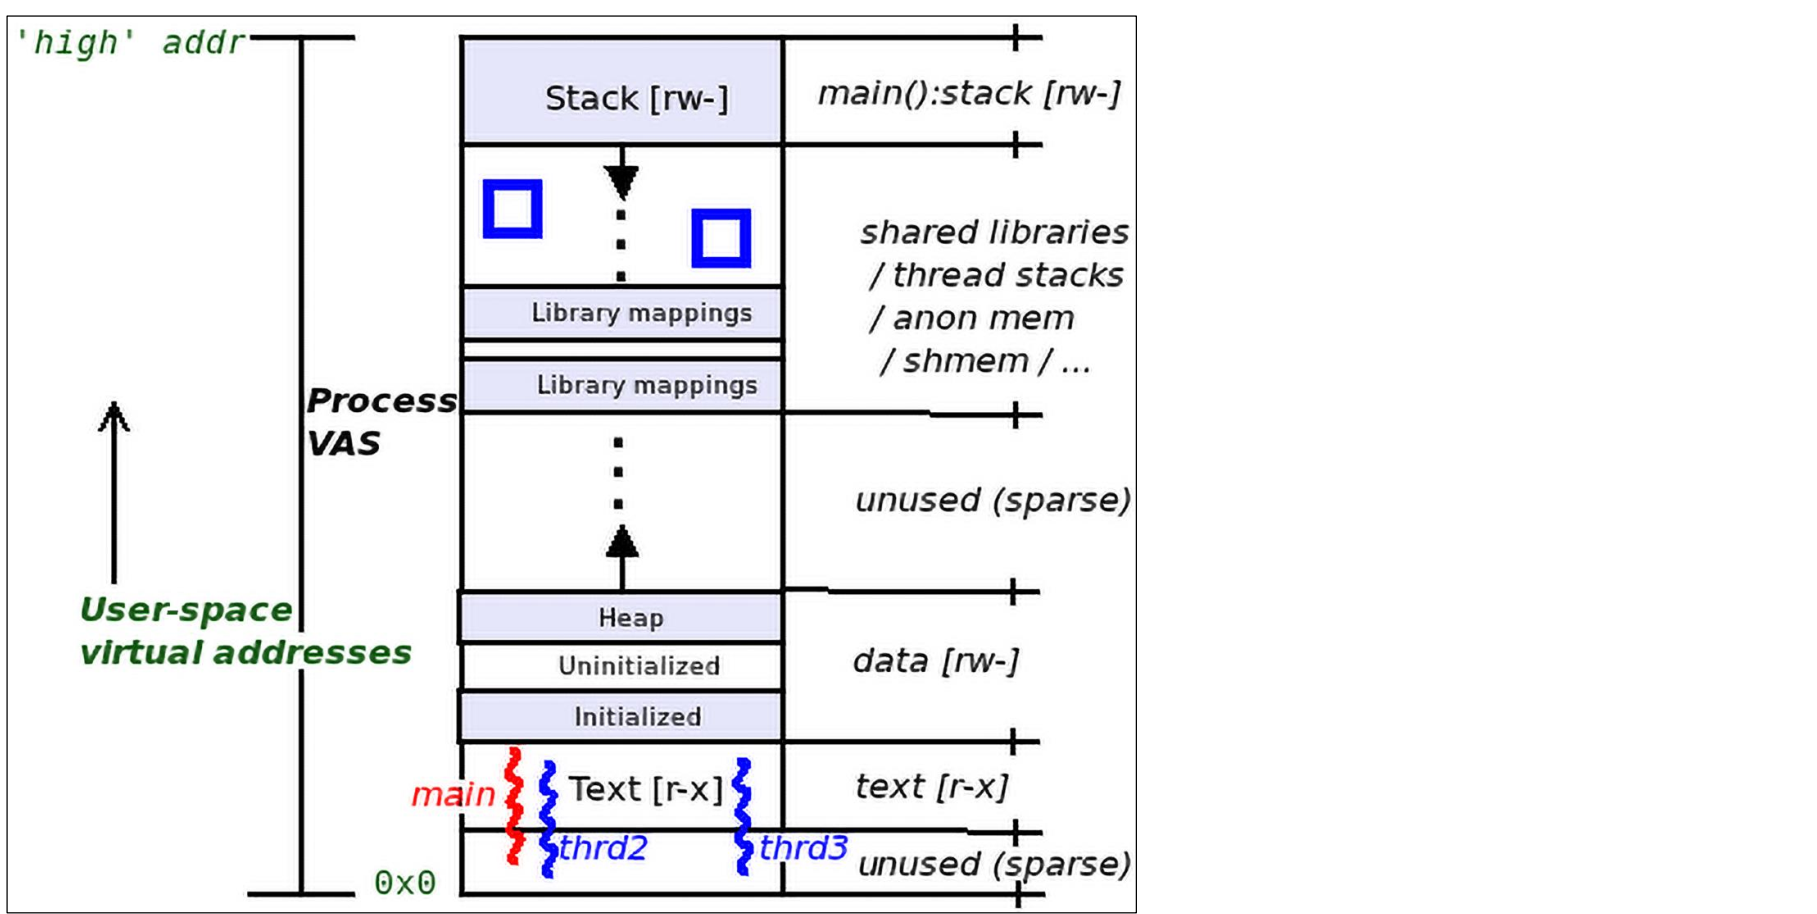 'high' addr
Stack [rw-]
main():stack [rw-]
shared libraries
/ thread stacks
/ anon mem
/ shmem / ...
Library mappings
Library mappings
Process
VAS
unused (sparse)
User-space
virtual addresses
Heap
Uninitialized
Initialized
data [rw-]
main
Text [r-x]
text [r-x]
thrd2
thrd3
unused (sparse)
0x0